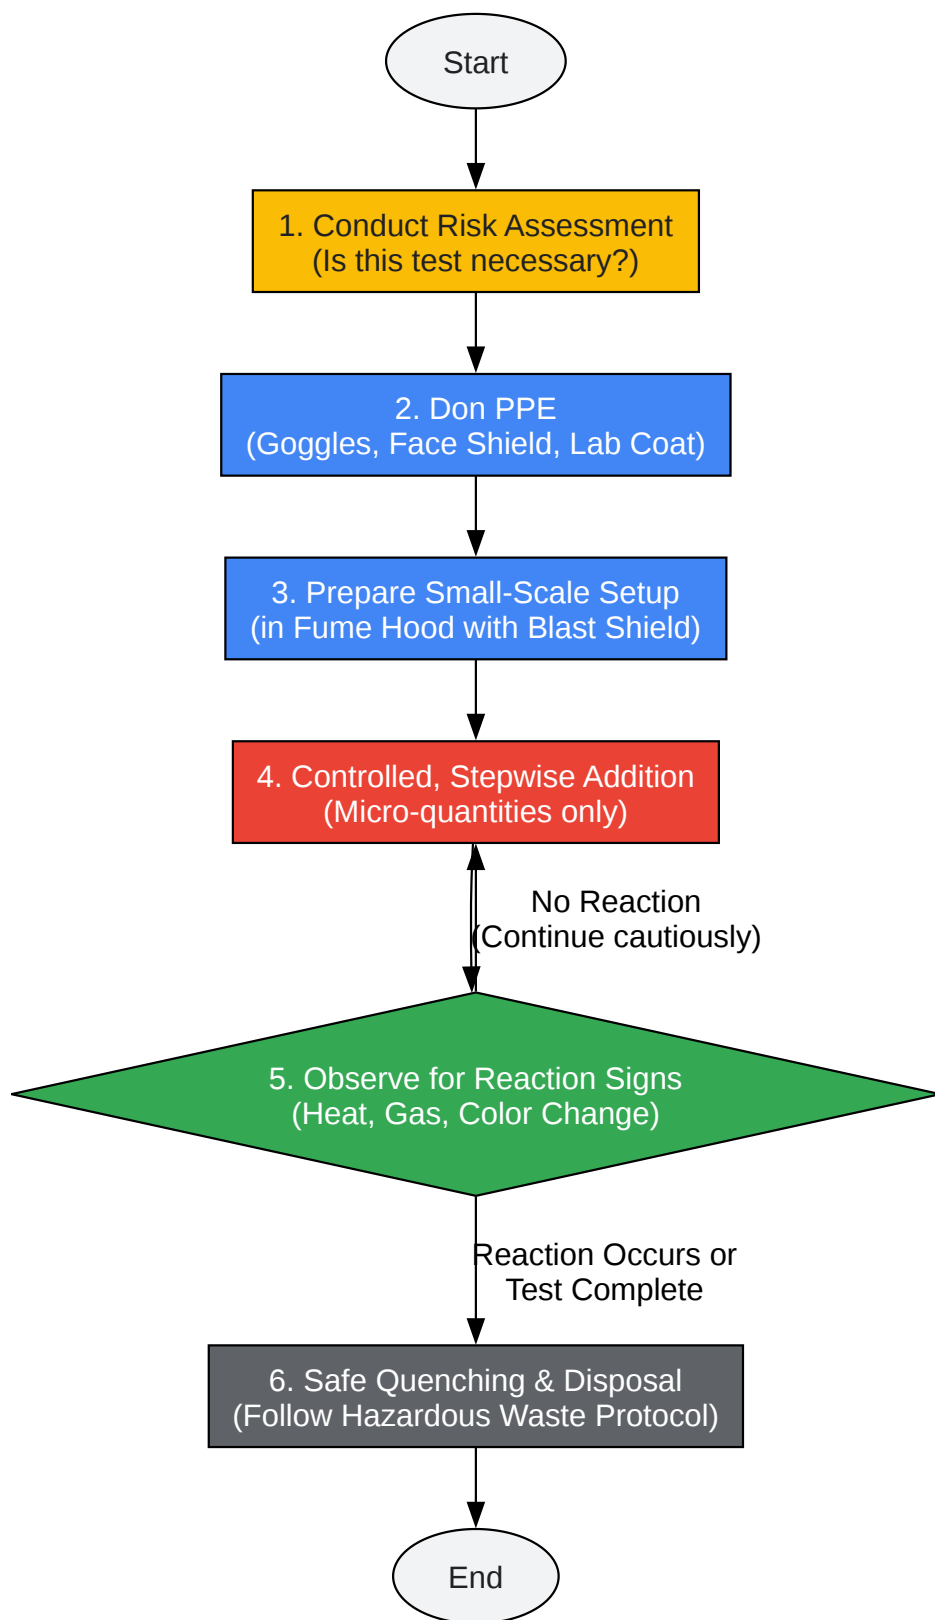 Start
1. Conduct Risk Assessment
(Is this test necessary?)
2. Don PPE
(Goggles, Face Shield, Lab Coat)
3. Prepare Small-Scale Setup
(in Fume Hood with Blast Shield)
4. Controlled, Stepwise Addition
(Micro-quantities only)
No Reaction
(Continue cautiously)
5. Observe for Reaction Signs
(Heat, Gas, Color Change)
Reaction Occurs or
Test Complete
6. Safe Quenching & Disposal
(Follow Hazardous Waste Protocol)
End